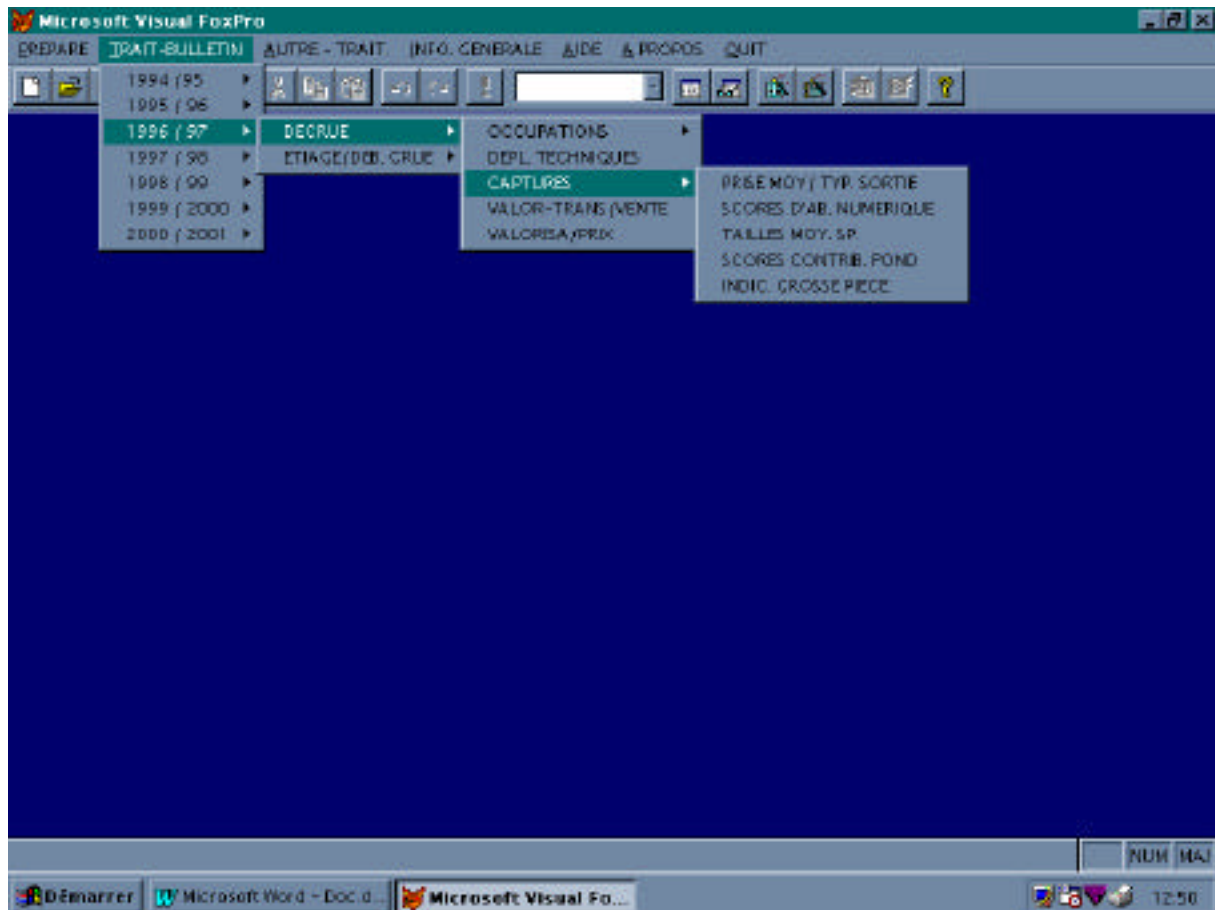 Microsoft Visual FoxPro
PREPARE TRAIT-BULLETIN AUTRE - TRAIT. INFO. GENERALE AIDE A PROPOS QUIT
1994 / 95
1995 / 96
1996 / 97
1997 / 98
1998 / 99
1999 / 2000
2000 / 2001
DECRUE
ETIAGE/DEB. CRUE
OCCUPATIONS
DEPL. TECHNIQUES
CAPTURES
VALOR-TRANS /VENTE
VALORISA/PRIX
PRISE MOY / TYP. SORTIE
SCORES D'AB. NUMERIQUE
TAILLES MOY. SP.
SCORES CONTRIB. POND
INDIC. GROSSE PIECE
NUM MAJ
Démarrer Microsoft Word - Doc.d... Microsoft Visual Fo... 12:50